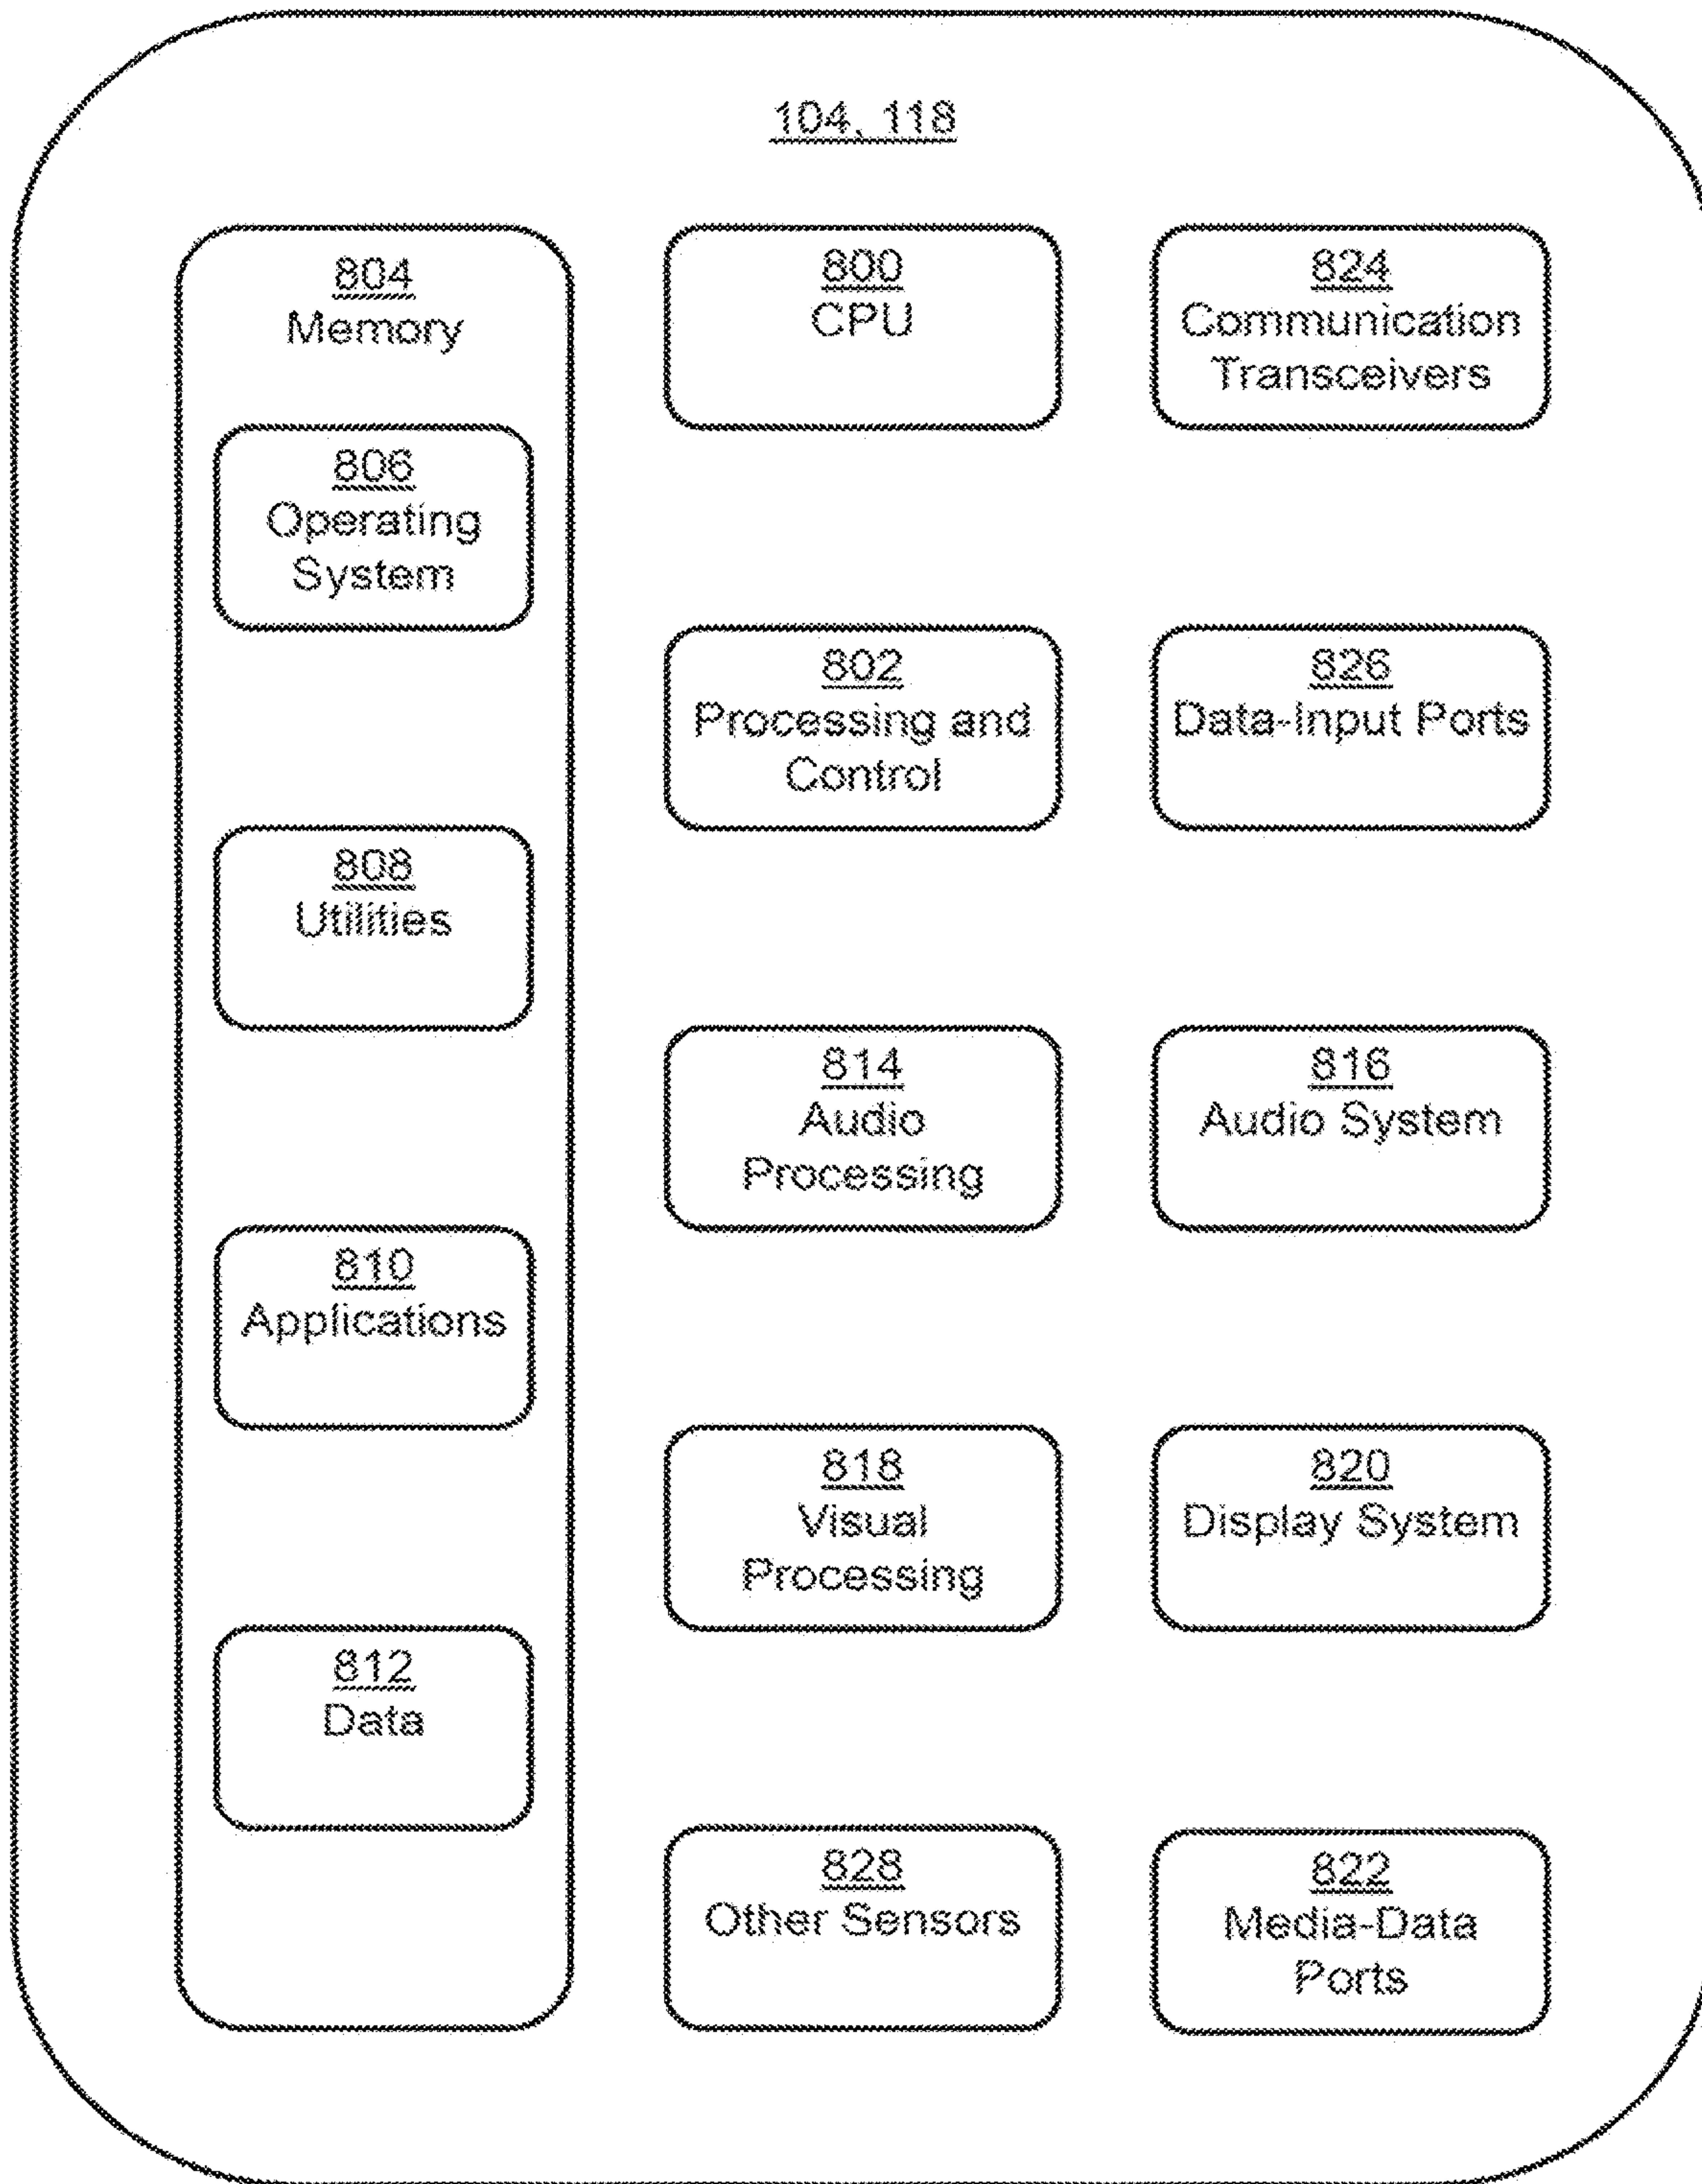 104, 118
804
Memory
806
Operating
System
808
Utilities
810
Applications
812
Data
800
CPU
802
Processing and
Control
814
Audio
Processing
818
Visual
Processing
828
Other Sensors
824
Communication
Transceivers
826
Data-Input Ports
816
Audio System
820
Display System
822
Media-Data
Ports